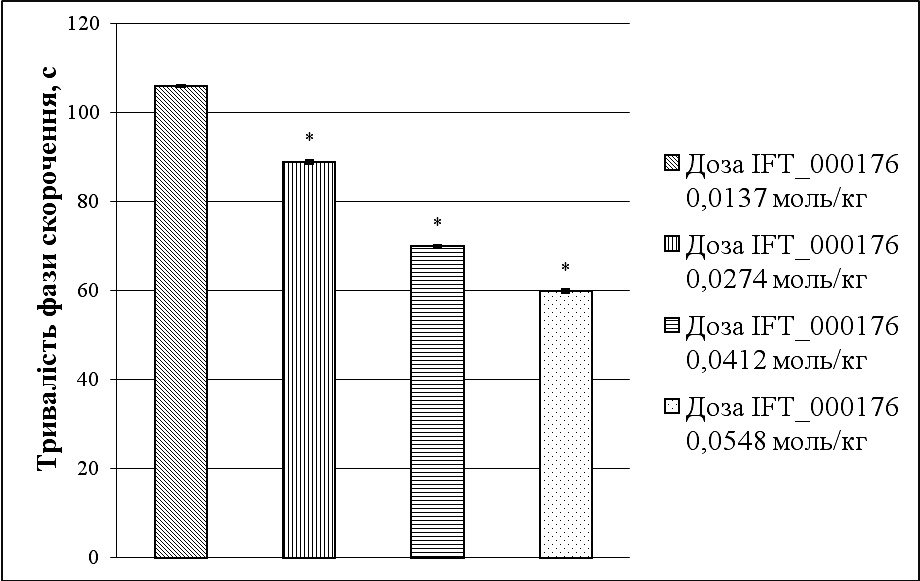 Тривалість фази скорочення, с
120
100
80
60
40
20
0
*
*
*
*
Доза IFT_000176
0,0137 моль/кг
Доза IFT_000176
0,0274 моль/кг
Доза IFT_000176
0,0412 моль/кг
Доза IFT_000176
0,0548 моль/кг